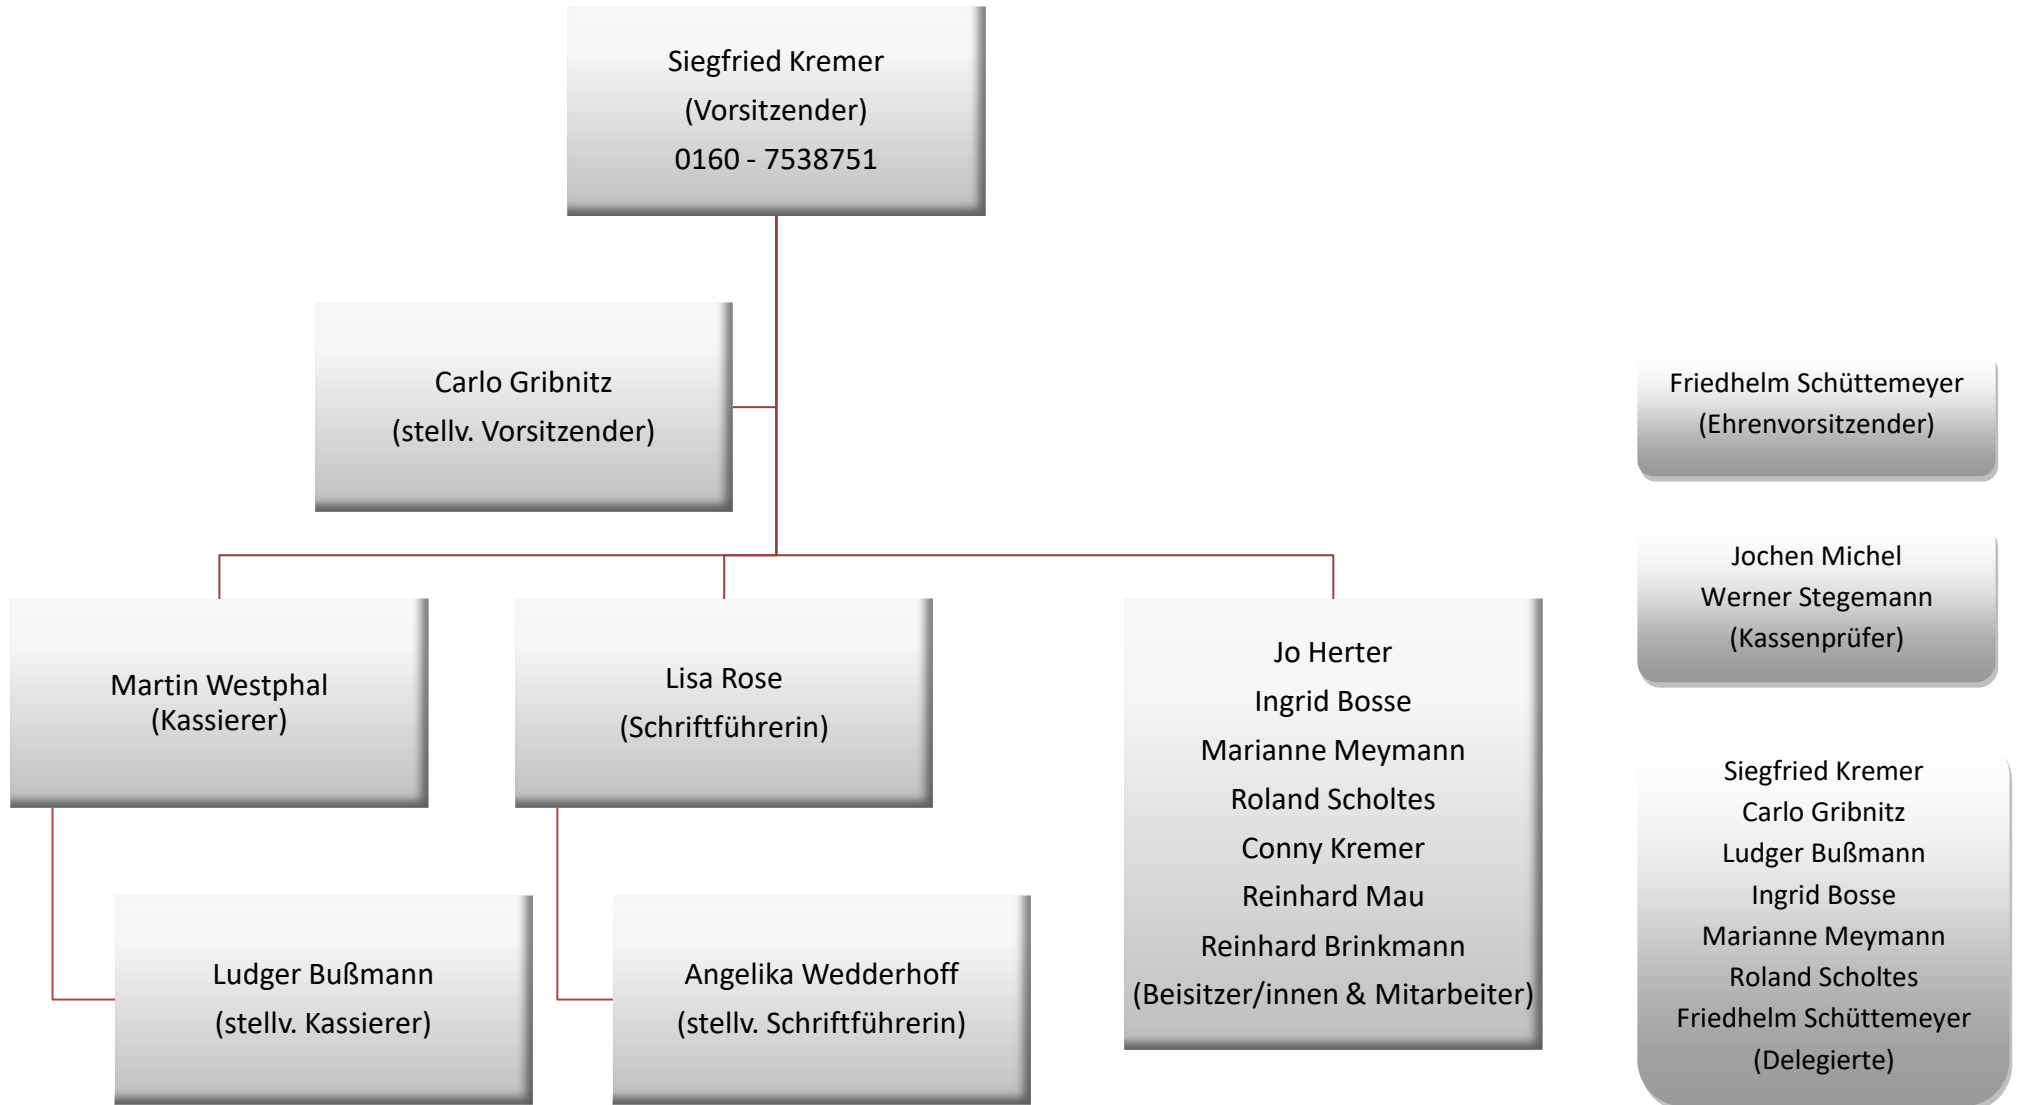 Siegfried Kremer
(Vorsitzender)
0160 - 7538751
Carlo Gribnitz
(stellv. Vorsitzender)
Martin Westphal
(Kassierer)
Lisa Rose
(Schriftführerin)
Jo Herter
Ingrid Bosse
Marianne Meymann
Roland Scholtes
Conny Kremer
Reinhard Mau
Reinhard Brinkmann
(Beisitzer/innen & Mitarbeiter)
Ludger Bußmann
(stellv. Kassierer)
Angelika Wedderhoff
(stellv. Schriftführerin)
Friedhelm Schüttemeyer
(Ehrenvorsitzender)
Jochen Michel
Werner Stegemann
(Kassenprüfer)
Siegfried Kremer
Carlo Gribnitz
Ludger Bußmann
Ingrid Bosse
Marianne Meymann
Roland Scholtes
Friedhelm Schüttemeyer
(Delegierte)